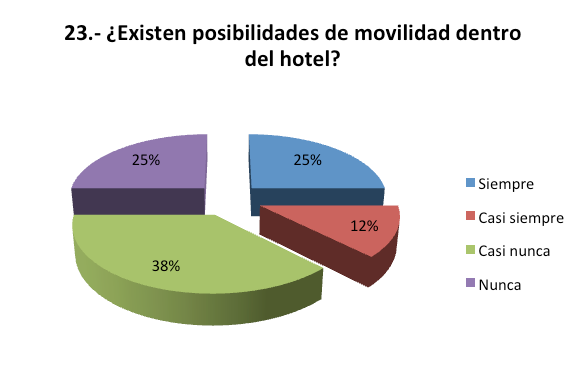 23.- ¿Existen posibilidades de movilidad dentro
del hotel?
25%
25%
12%
38%
Siempre
Casi siempre
Casi nunca
Nunca